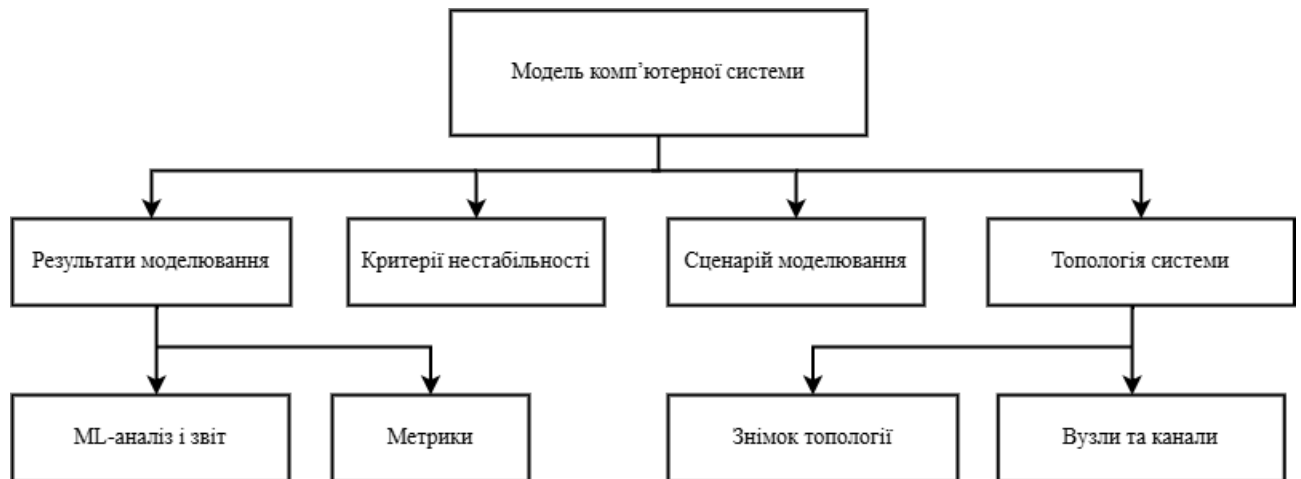 Модель комп’ютерної системи
Результати моделювання
Критерії нестабільності
Сценарій моделювання
Топологія системи
ML-аналіз і звіт
Метрики
Знімок топології
Вузли та канали